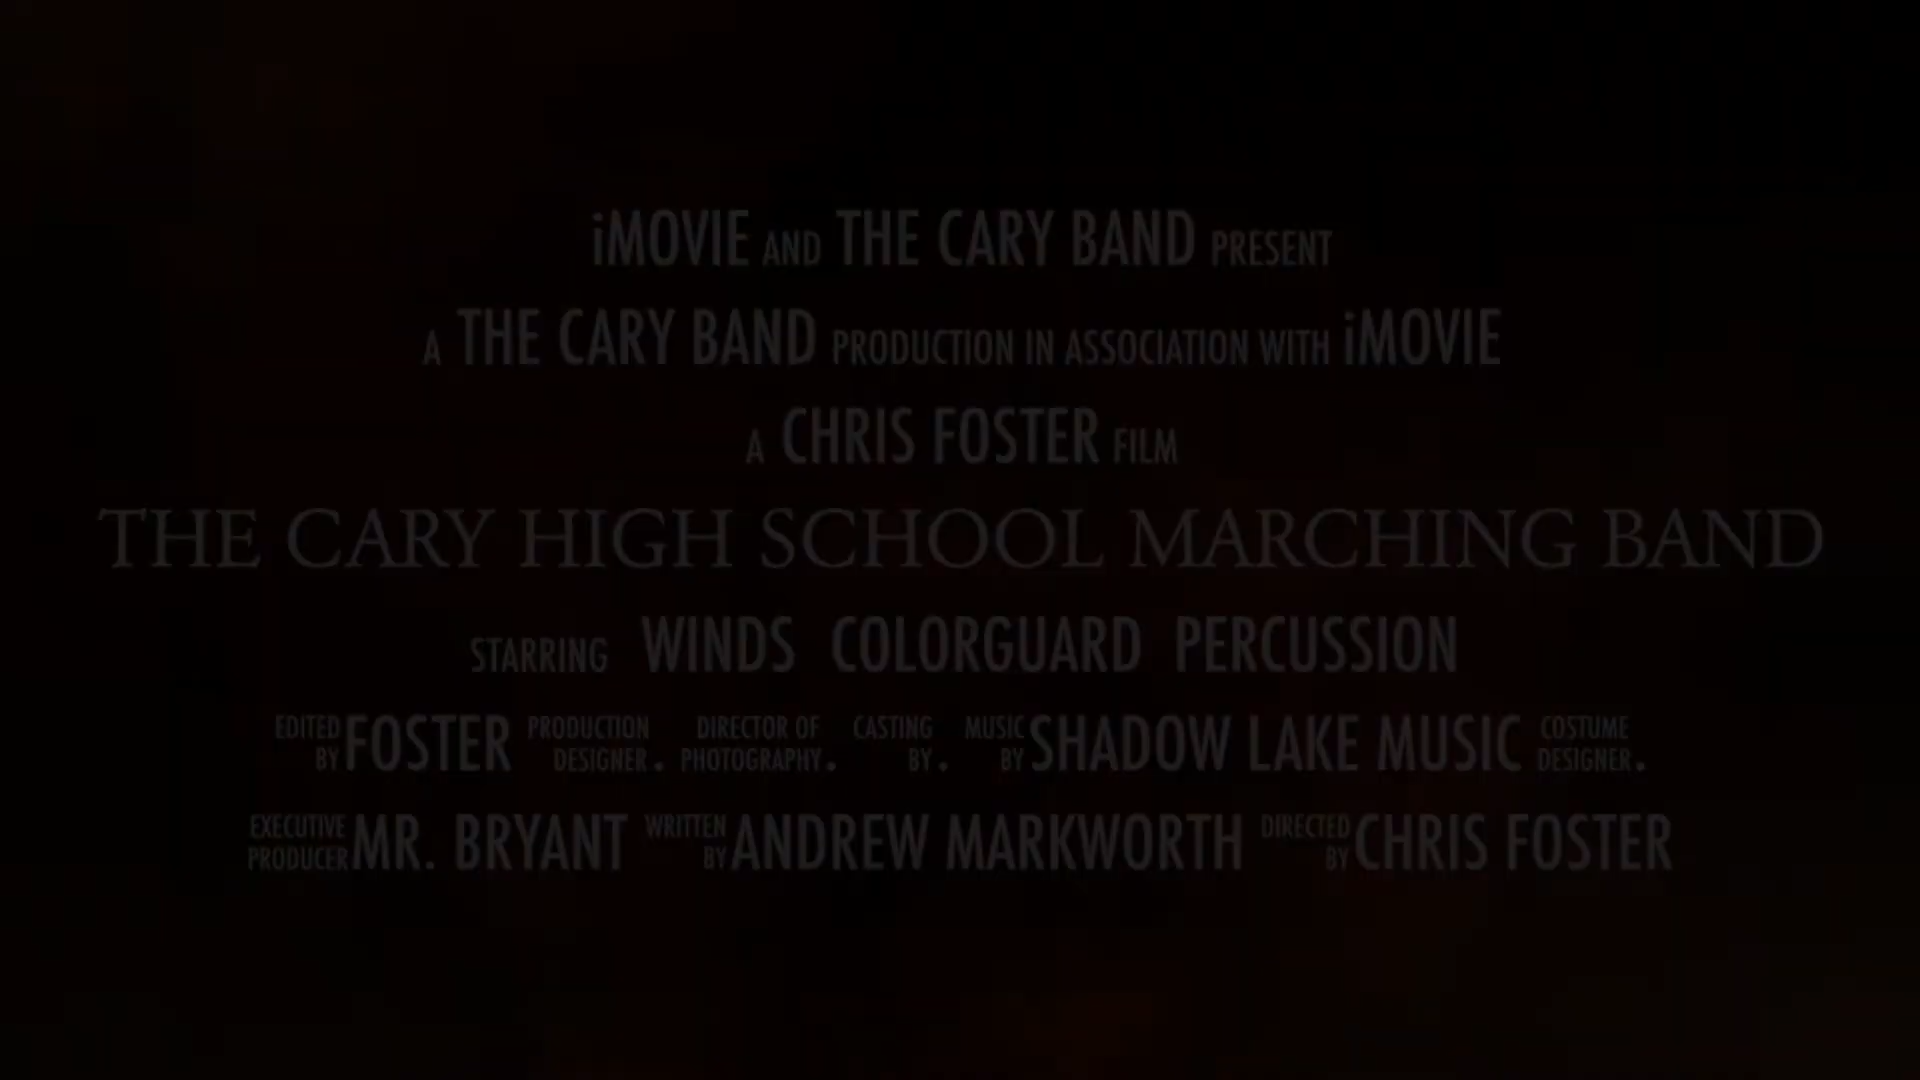 iMOVIE AND THE CARY BAND PRESENT
A THE CARY BAND PRODUCTION IN ASSOCIATION WITH iMOVIE
A CHRIS FOSTER FILM
THE CARY HIGH SCHOOL MARCHING BAND
STARRING WINDS COLORGUARD PERCUSSION
EDITED BY FOSTER PRODUCTION DESIGNER . DIRECTOR OF PHOTOGRAPHY . CASTING BY . MUSIC BY SHADOW LAKE MUSIC COSTUME DESIGNER .
EXECUTIVE PRODUCER MR. BRYANT WRITTEN BY ANDREW MARKWORTH DIRECTED BY CHRIS FOSTER